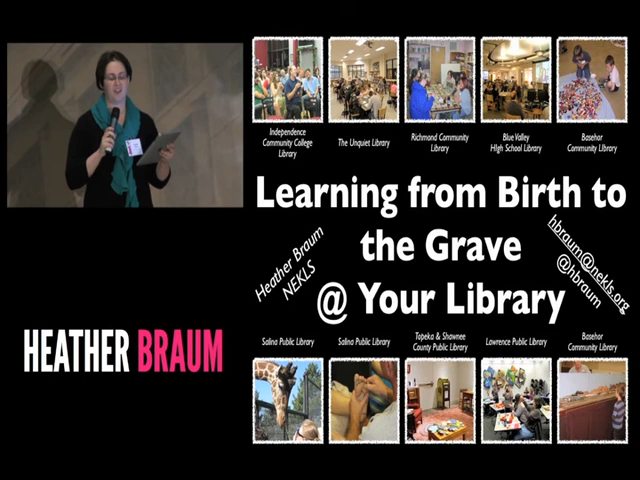 Independence
Community College
Library
The Unquiet Library
Richmond Community
Library
Blue Valley
High School Library
Basehor
Community Library
Learning from Birth to
the Grave
@ Your Library
Heather Braum
NEKLS
hbraum@nekls.org
@hbraum
HEATHER BRAUM
Salina Public Library
Salina Public Library
Topeka & Shawnee
County Public Library
Lawrence Public Library
Basehor
Community Library